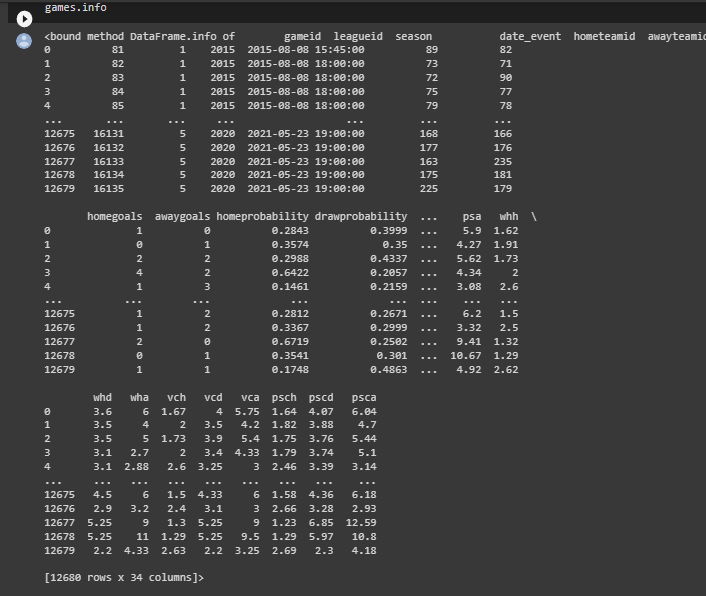 games.info
<bound method DataFrame.info of        gameid  leagueid  season           date_event  hometeamid  awayteamid
0          81         1    2015  2015-08-08 15:45:00          89          82
1          82         1    2015  2015-08-08 18:00:00          73          71
2          83         1    2015  2015-08-08 18:00:00          72          90
3          84         1    2015  2015-08-08 18:00:00          75          77
4          85         1    2015  2015-08-08 18:00:00          79          78
...       ...       ...     ...                  ...         ...         ...
12675   16131         5    2020  2021-05-23 19:00:00         168         166
12676   16132         5    2020  2021-05-23 19:00:00         177         176
12677   16133         5    2020  2021-05-23 19:00:00         163         235
12678   16134         5    2020  2021-05-23 19:00:00         175         181
12679   16135         5    2020  2021-05-23 19:00:00         225         179
       homegoals  awaygoals homeprobability drawprobability  ...    psa   whh  \
0              1          0          0.2843          0.3999  ...    5.9  1.62
1              0          1          0.3574            0.35  ...   4.27  1.91
2              2          2          0.2988          0.4337  ...   5.62  1.73
3              4          2          0.6422          0.2057  ...   4.34     2
4              1          3          0.1461          0.2159  ...   3.08   2.6
...          ...        ...             ...             ...  ...    ...   ...
12675          1          2          0.2812          0.2671  ...    6.2   1.5
12676          1          2          0.3367          0.2999  ...   3.32   2.5
12677          2          0          0.6719          0.2502  ...   9.41  1.32
12678          0          1          0.3541           0.301  ...  10.67  1.29
12679          1          1          0.1748          0.4863  ...   4.92  2.62
        whd   wha   vch   vcd   vca  psch  pscd   psca
0       3.6     6  1.67     4  5.75  1.64  4.07   6.04
1       3.5     4     2   3.5   4.2  1.82  3.88    4.7
2       3.5     5  1.73   3.9   5.4  1.75  3.76   5.44
3       3.1   2.7     2   3.4  4.33  1.79  3.74    5.1
4       3.1  2.88   2.6  3.25     3  2.46  3.39   3.14
...     ...   ...   ...   ...   ...   ...   ...    ...
12675   4.5     6   1.5  4.33     6  1.58  4.36   6.18
12676   2.9   3.2   2.4   3.1     3  2.66  3.28   2.93
12677  5.25     9   1.3  5.25     9  1.23  6.85  12.59
12678  5.25    11  1.29  5.25   9.5  1.29  5.97   10.8
12679   2.2  4.33  2.63   2.2  3.25  2.69   2.3   4.18
[12680 rows x 34 columns]>